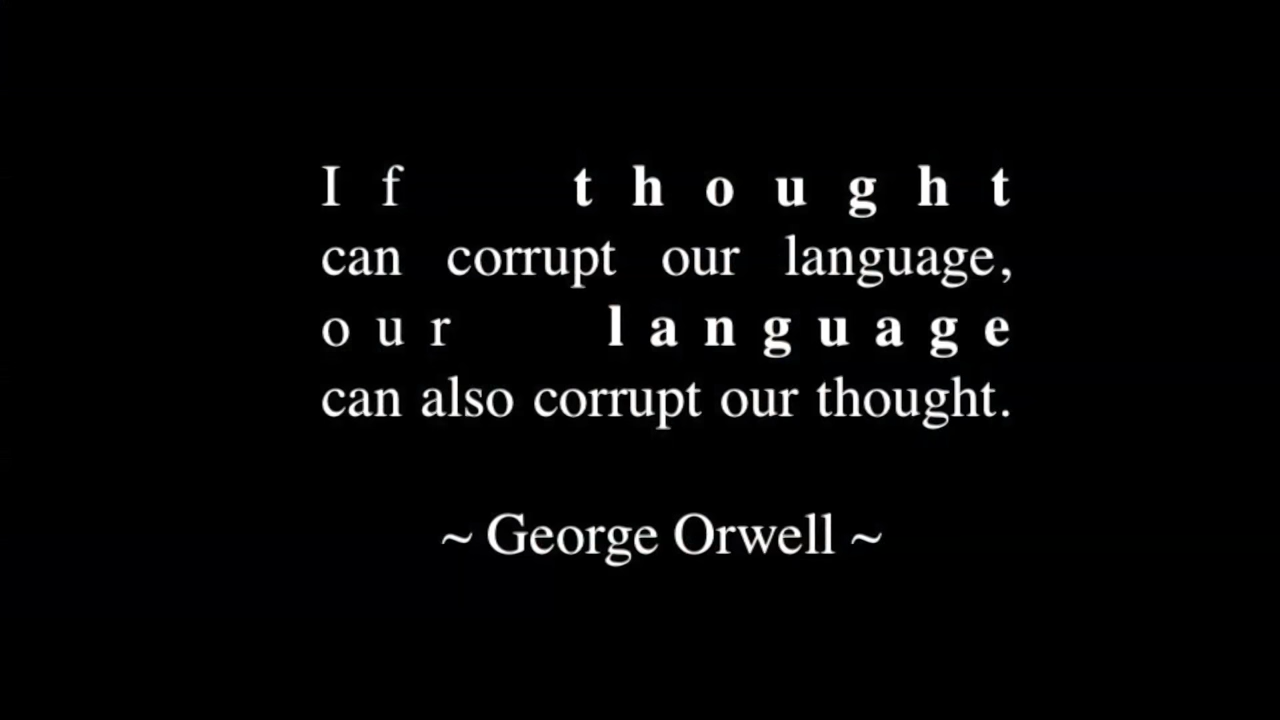 If thought
can corrupt our language,
our language
can also corrupt our thought.
~ George Orwell ~